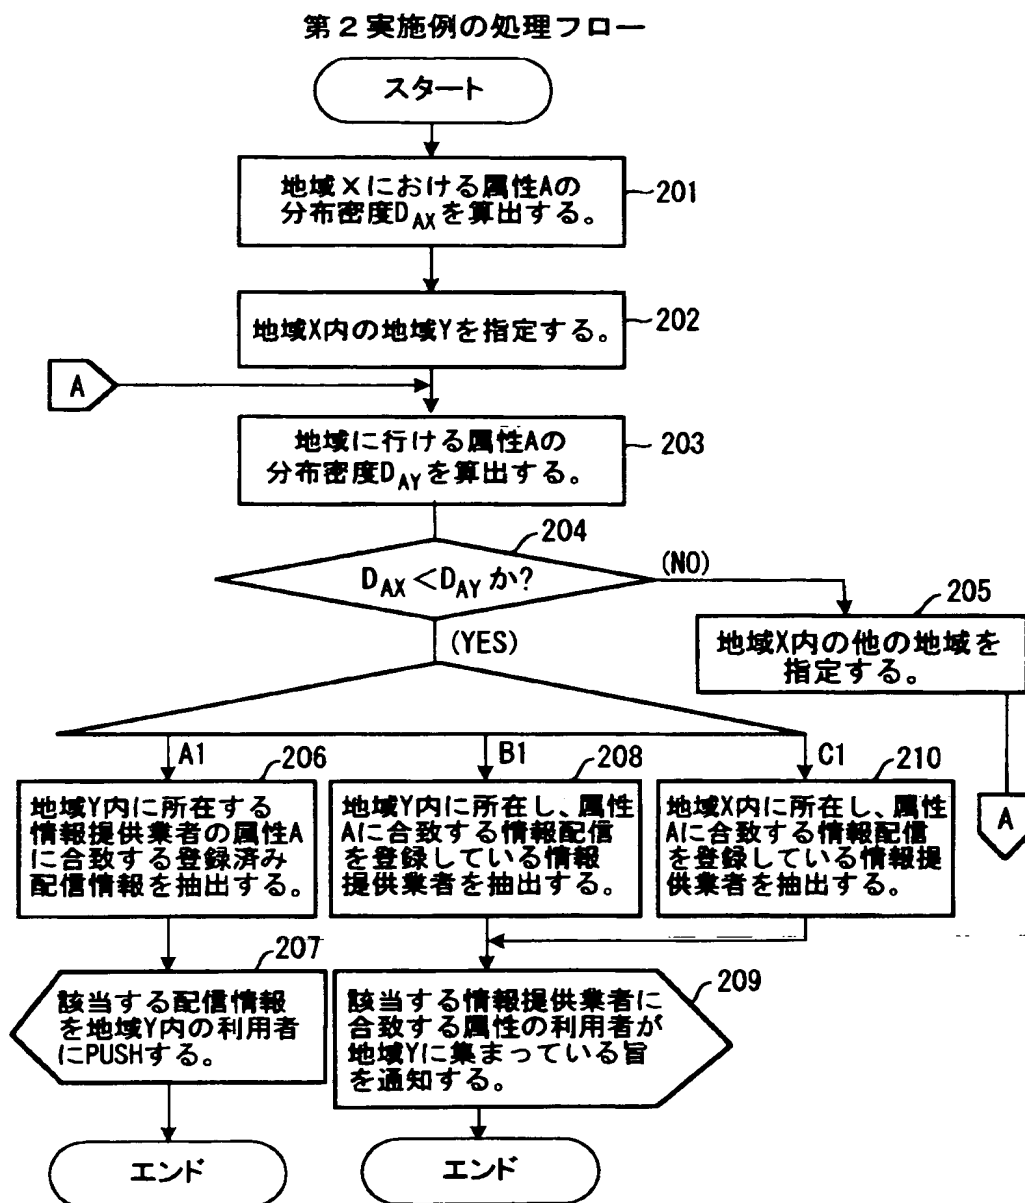 第2実施例の処理フロー
スタート
地域Xにおける属性Aの
分布密度DAXを算出する。
201
地域X内の地域Yを指定する。
202
A
地域に行ける属性Aの
分布密度DAYを算出する。
203
204
DAX<DAYか?
(NO)
(YES)
205
地域X内の他の地域を
指定する。
A
A1
206
地域Y内に所在する
情報提供業者の属性A
に合致する登録済み
配信情報を抽出する。
B1
208
地域Y内に所在し、属性
Aに合致する情報配信
を登録している情報
提供業者を抽出する。
C1
210
地域X内に所在し、属性
Aに合致する情報配信
を登録している情報提
供業者を抽出する。
207
該当する配信情報
を地域Y内の利用者
にPUSHする。
209
該当する情報提供業者に
合致する属性の利用者が
地域Yに集まっている旨
を通知する。
エンド
エンド